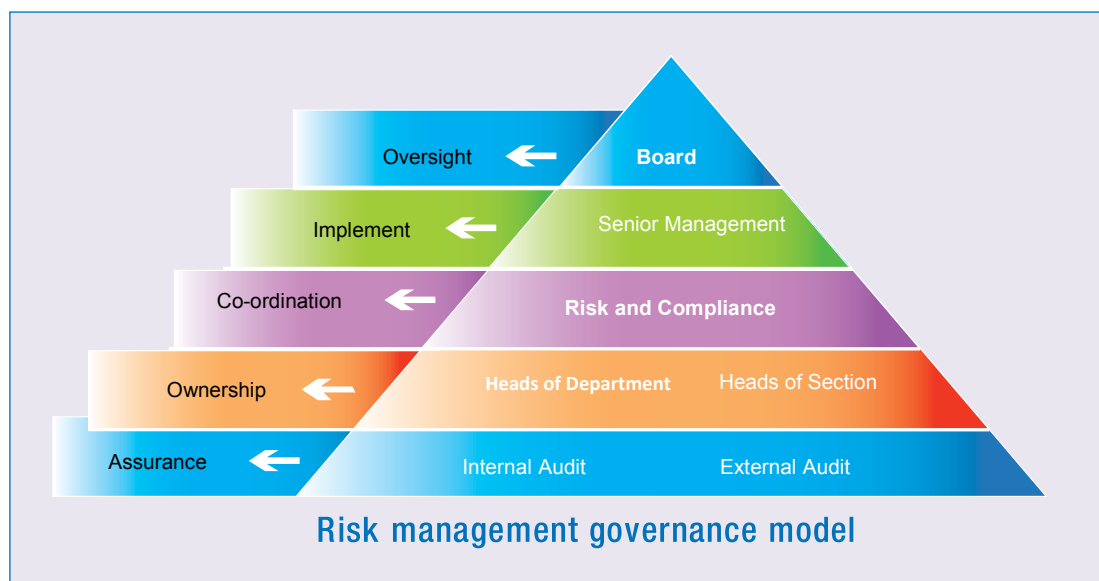 Oversight Board
Implement Senior Management
Co-ordination Risk and Compliance
Ownership Heads of Department Heads of Section
Assurance Internal Audit External Audit
Risk management governance model